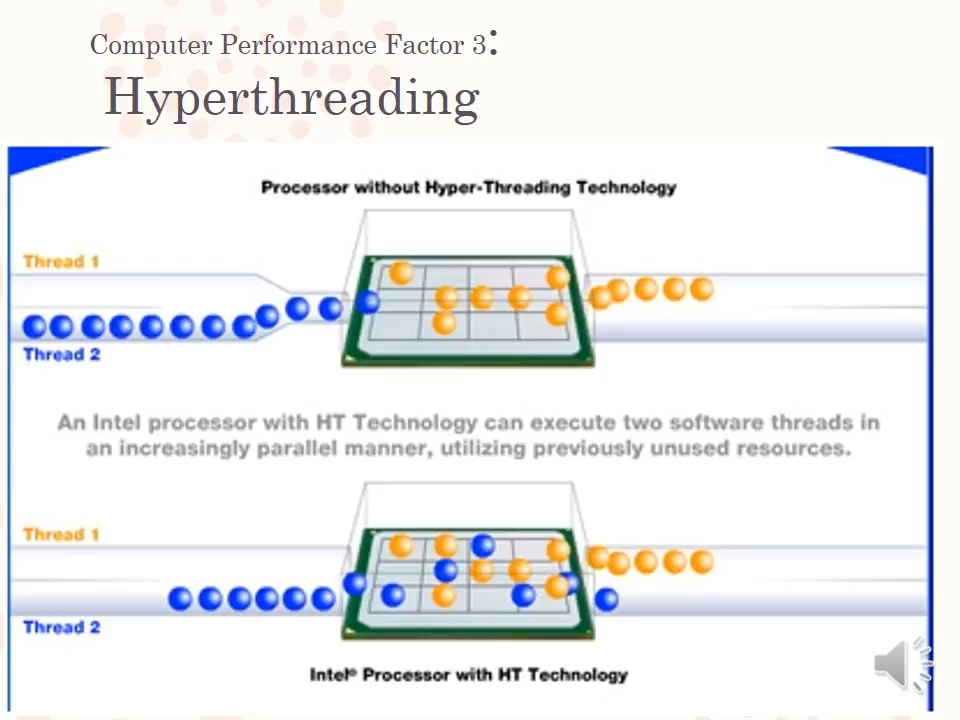 Computer Performance Factor 3:
Hyperthreading
Processor without Hyper-Threading Technology
Thread 1
Thread 2
An Intel processor with HT Technology can execute two software threads in
an increasingly parallel manner, utilizing previously unused resources.
Thread 1
Thread 2
Intel® Processor with HT Technology